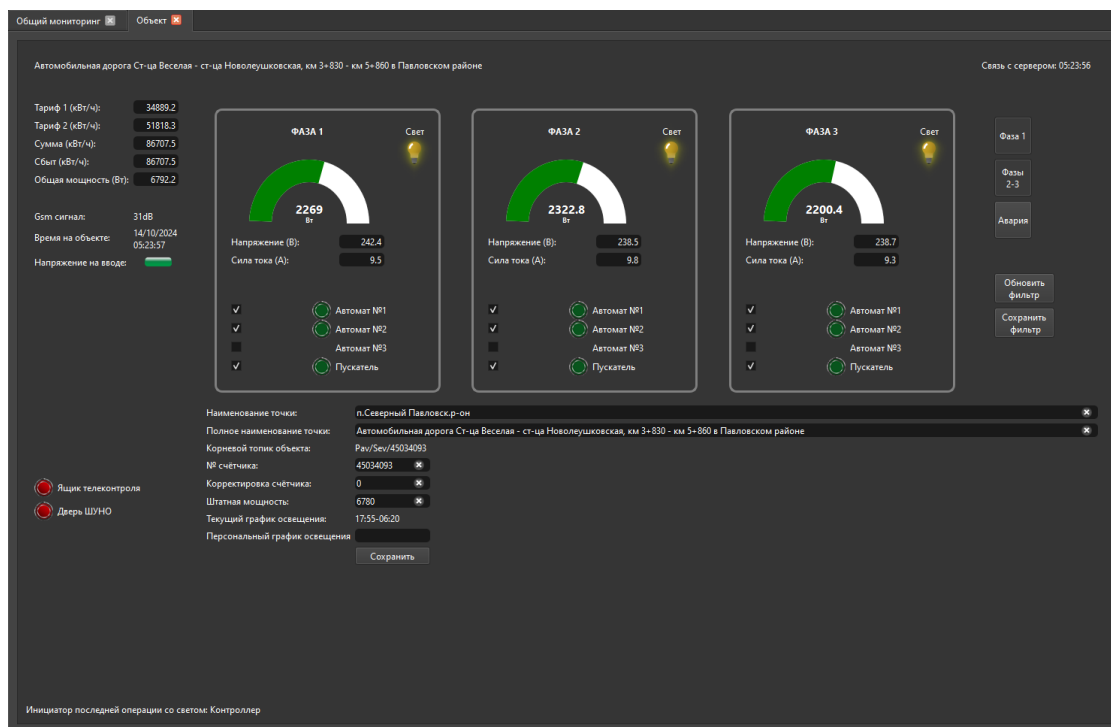 Общий мониторинг
Объект
Автомобильная дорога Ст-ца Веселая - ст-ца Новолеушковская, км 3+830 - км 5+860 в Павловском районе
Связь с сервером: 05:23:56
Тариф 1 (кВт/ч): 34889.2
Тариф 2 (кВт/ч): 51818.3
Сумма (кВт/ч): 86707.5
Сбыт (кВт/ч): 86707.5
Общая мощность (Вт): 6792.2
Gsm сигнал: 31dB
Время на объекте: 14/10/2024
05:23:57
Напряжение на вводе:
ФАЗА 1
Свет
2269
Вт
Напряжение (В): 242.4
Сила тока (А): 9.5
Автомат №1
Автомат №2
Автомат №3
Пускатель
ФАЗА 2
Свет
2322.8
Вт
Напряжение (В): 238.5
Сила тока (А): 9.8
Автомат №1
Автомат №2
Автомат №3
Пускатель
ФАЗА 3
Свет
2200.4
Вт
Напряжение (В): 238.7
Сила тока (А): 9.3
Автомат №1
Автомат №2
Автомат №3
Пускатель
Фаза 1
Фазы
2-3
Авария
Обновить
фильтр
Сохранить
фильтр
Наименование точки: п.Северный Павловск.р-он
Полное наименование точки: Автомобильная дорога Ст-ца Веселая - ст-ца Новолеушковская, км 3+830 - км 5+860 в Павловском районе
Корневой топик объекта: Pav/Sev/45034093
№ счётчика: 45034093
Корректировка счётчика: 0
Штатная мощность: 6780
Текущий график освещения: 17:55-06:20
Персональный график освещения
Сохранить
Ящик телеконтроля
Дверь ШУНО
Инициатор последней операции со светом: Контроллер